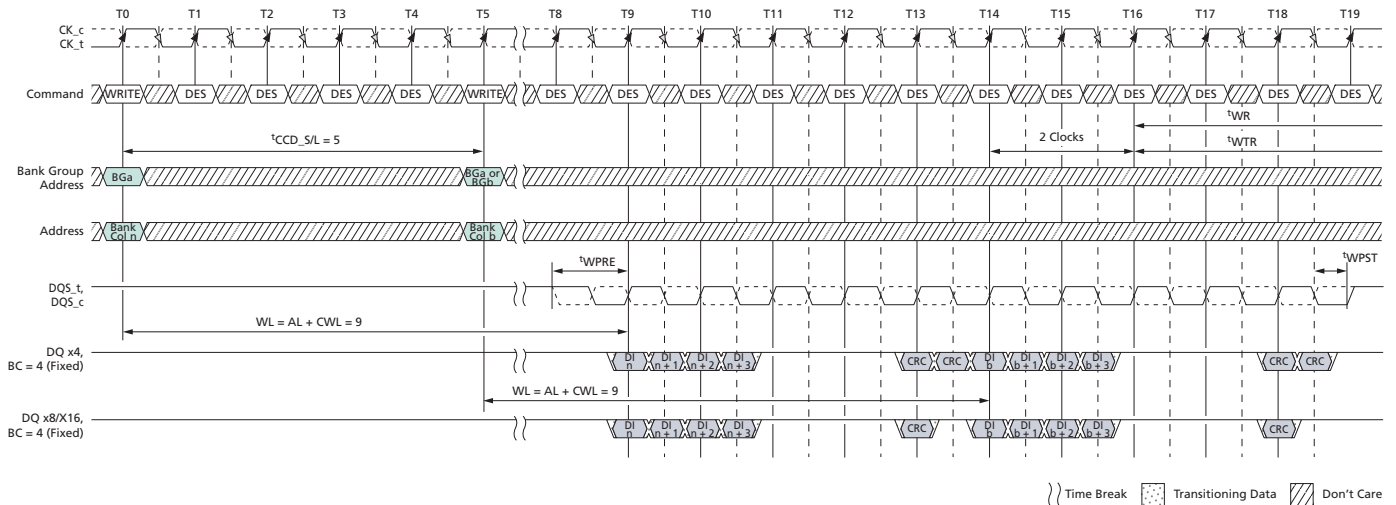 T0 T1 T2 T3 T4 T5 T8 T9 T10 T11 T12 T13 T14 T15 T16 T17 T18 T19
CK_c
CK_t
Command WRITE DES DES DES DES WRITE DES DES DES DES DES DES DES DES DES DES DES DES
tWR
tCCD_S/L = 5 2 Clocks tWTR
Bank Group
Address
BGa
BGa or
BGb
Address
Bank
Col n
Bank
Col b
tWPRE tWPST
DQS_t,
DQS_c
WL = AL + CWL = 9
DQ x4,
BC = 4 (Fixed)
DI
n
DI
n + 1
DI
n + 2
DI
n + 3
CRC CRC
DI
b
DI
b + 1
DI
b + 2
DI
b + 3
CRC CRC
WL = AL + CWL = 9
DQ x8/X16,
BC = 4 (Fixed)
DI
n
DI
n + 1
DI
n + 2
DI
n + 3
CRC
DI
b
DI
b + 1
DI
b + 2
DI
b + 3
CRC
Time Break Transitioning Data Don't Care